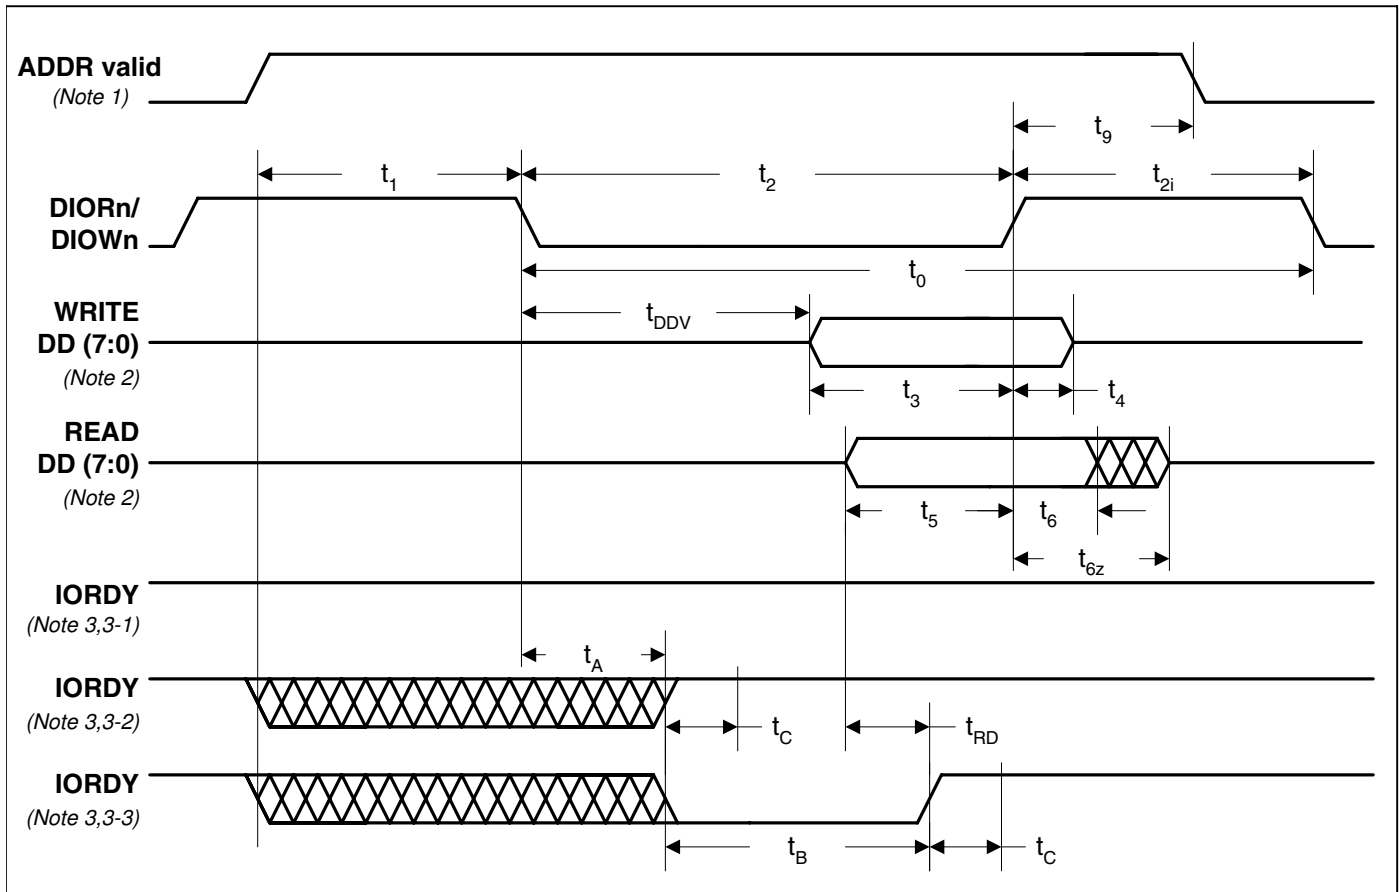 ADDR valid
(Note 1)
t9
t1
t2
t2i
DIORn/
DIOWn
t0
WRITE
DD (7:0)
(Note 2)
tDDV
t3
t4
READ
DD (7:0)
(Note 2)
t5
t6
t6z
IORDY
(Note 3,3-1)
tA
IORDY
(Note 3,3-2)
tC
tRD
IORDY
(Note 3,3-3)
tB
tC